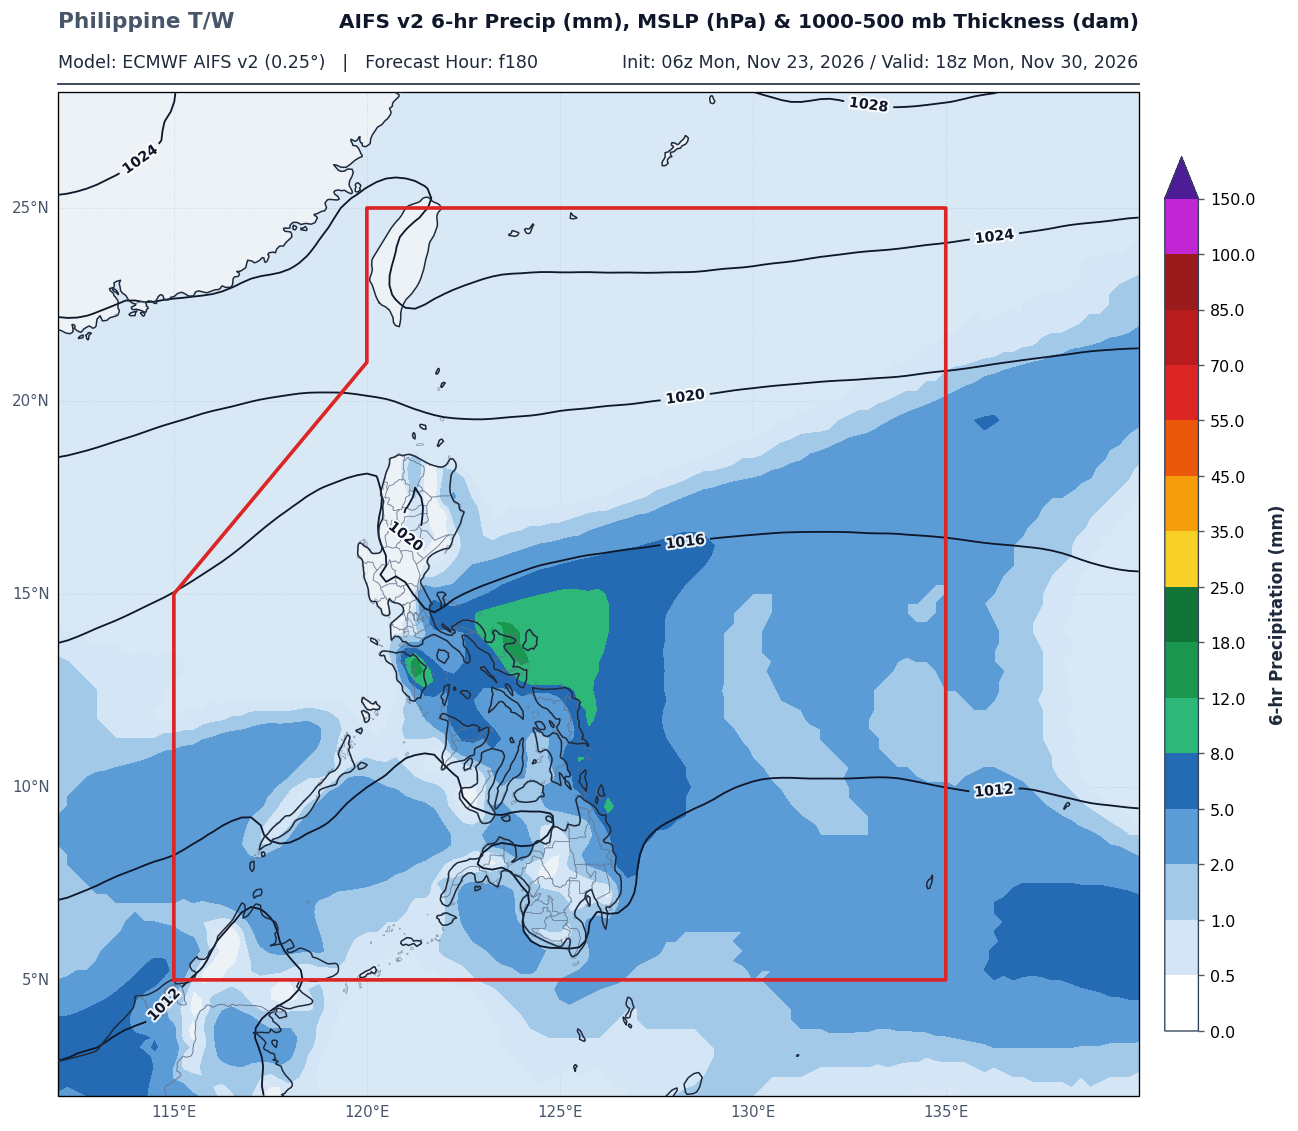 Philippine T/W
AIFS v2 6-hr Precip (mm), MSLP (hPa) & 1000-500 mb Thickness (dam)
Model: ECMWF AIFS v2 (0.25°) | Forecast Hour: f180
Init: 06z Mon, Nov 23, 2026 / Valid: 18z Mon, Nov 30, 2026
1028
1024
1024
1020
1020
1016
1012
1012
25°N
20°N
15°N
10°N
5°N
115°E
120°E
125°E
130°E
135°E
150.0
100.0
85.0
70.0
55.0
45.0
35.0
25.0
18.0
12.0
8.0
5.0
2.0
1.0
0.5
0.0
6-hr Precipitation (mm)